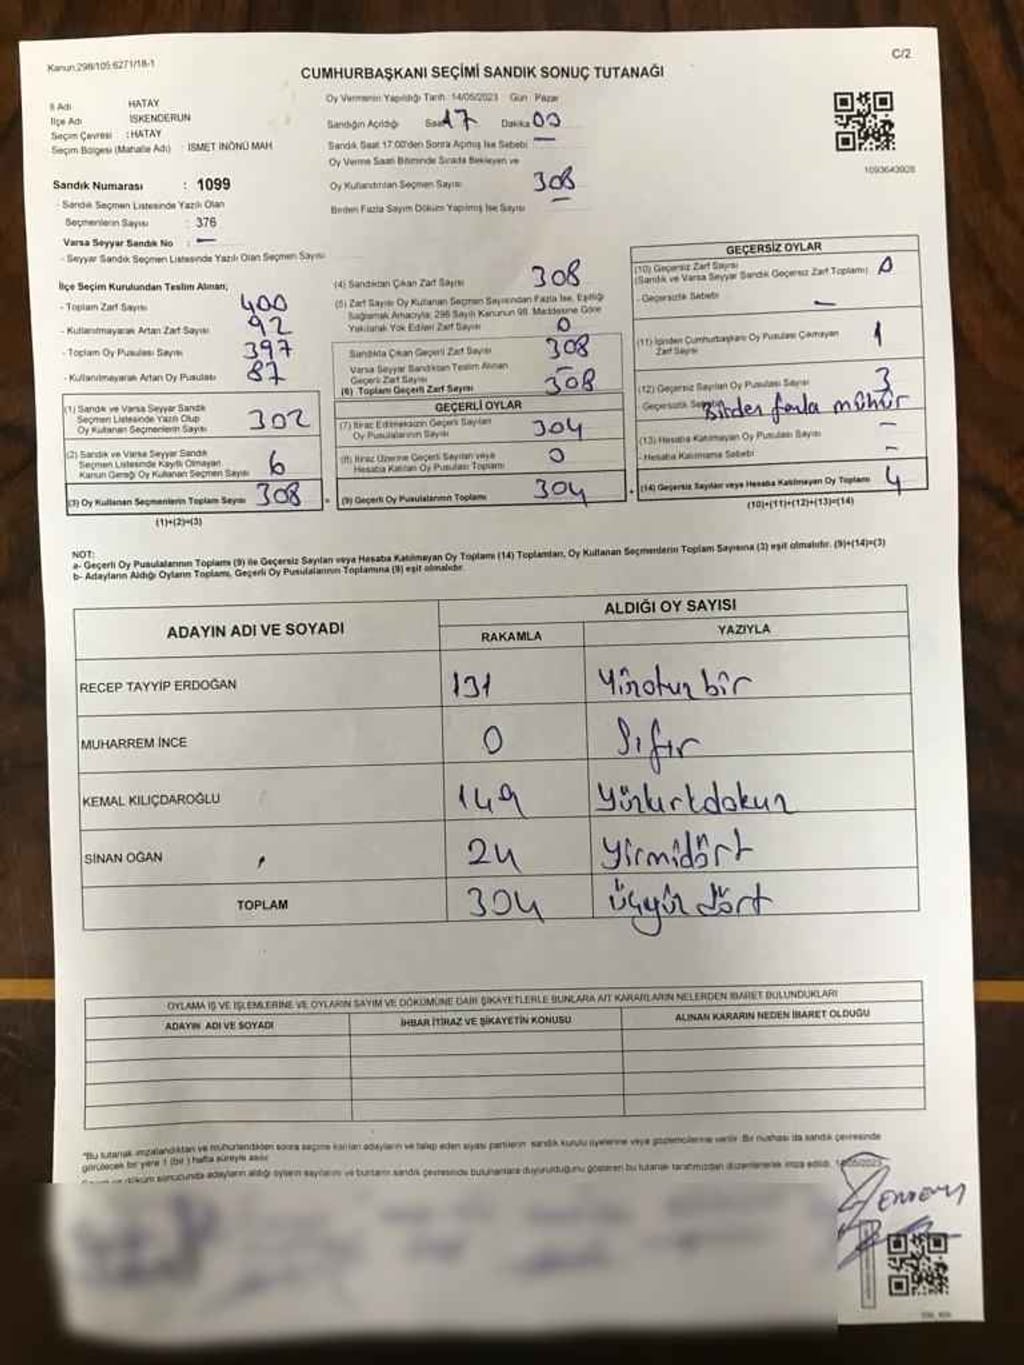 Kanun:298/105:6271/18-1
C/2
CUMHURBAŞKANI SEÇİMİ SANDIK SONUÇ TUTANAĞI
İl Adı HATAY
İlçe Adı İSKENDERUN
Seçim Çevresi : HATAY
Seçim Bölgesi (Mahalle Adı) : İSMET İNÖNÜ MAH
Sandık Numarası : 1099
- Sandık Seçmen Listesinde Yazılı Olan
Seçmenlerin Sayısı : 376
Varsa Seyyar Sandık No : —
- Seyyar Sandık Seçmen Listesinde Yazılı Olan Seçmen Sayısı
Oy Vermenin Yapıldığı Tarih: 14/05/2023 Gün : Pazar
Sandığın Açıldığı Saat 17 Dakika 00
Sandık Saat 17:00'den Sonra Açılmış İse Sebebi —
Oy Verme Saati Bitiminde Sırada Bekleyen ve
Oy Kullandırılan Seçmen Sayısı 308
Birden Fazla Sayım Döküm Yapılmış İse Sayısı —
1093643928
İlçe Seçim Kurulundan Teslim Alınan;
- Toplam Zarf Sayısı 400
- Kullanılmayarak Artan Zarf Sayısı 92
- Toplam Oy Pusulası Sayısı 397
- Kullanılmayarak Artan Oy Pusulası 87
(1) Sandık ve Varsa Seyyar Sandık
Seçmen Listesinde Yazılı Olup
Oy Kullanan Seçmenlerin Sayısı 302
(2) Sandık ve Varsa Seyyar Sandık
Seçmen Listesinde Kayıtlı Olmayan
Kanun Gereği Oy Kullanan Seçmen Sayısı 6
(3) Oy Kullanan Seçmenlerin Toplam Sayısı 308
(1)+(2)=(3)
(4) Sandıktan Çıkan Zarf Sayısı 308
(5) Zarf Sayısı Oy Kullanan Seçmen Sayısından Fazla İse, Eşitliği
Sağlamak Amacıyla; 298 Sayılı Kanunun 98. Maddesine Göre
Yakılarak Yok Edilen Zarf Sayısı 0
Sandıkta Çıkan Geçerli Zarf Sayısı 308
Varsa Seyyar Sandıktan Teslim Alınan
Geçerli Zarf Sayısı —
(6) Toplam Geçerli Zarf Sayısı 308
GEÇERLİ OYLAR
(7) İtiraz Edilmeksizin Geçerli Sayılan
Oy Pusulalarının Sayısı 304
(8) İtiraz Üzerine Geçerli Sayılan veya
Hesaba Katılan Oy Pusulası Toplamı 0
= (9) Geçerli Oy Pusulalarının Toplamı 304
GEÇERSİZ OYLAR
(10) Geçersiz Zarf Sayısı
(Sandık ve Varsa Seyyar Sandık Geçersiz Zarf Toplamı) 0
- Geçersizlik Sebebi —
(11) İçinden Cumhurbaşkanı Oy Pusulası Çıkmayan
Zarf Sayısı 1
(12) Geçersiz Sayılan Oy Pusulası Sayısı 3
Geçersizlik Sebebi Birden fazla mühür
(13) Hesaba Katılmayan Oy Pusulası Sayısı —
- Hesaba Katılmama Sebebi —
+ (14) Geçersiz Sayılan veya Hesaba Katılmayan Oy Toplamı 4
(10)+(11)+(12)+(13)=(14)
NOT:
a- Geçerli Oy Pusulalarının Toplamı (9) ile Geçersiz Sayılan veya Hesaba Katılmayan Oy Toplamı (14) Toplamları, Oy Kullanan Seçmenlerin Toplam Sayısına (3) eşit olmalıdır. (9)+(14)=(3)
b- Adayların Aldığı Oyların Toplamı, Geçerli Oy Pusulalarının Toplamına (9) eşit olmalıdır.
ADAYIN ADI VE SOYADI
ALDIĞI OY SAYISI
RAKAMLA YAZIYLA
RECEP TAYYİP ERDOĞAN 131 Yüzotuz bir
MUHARREM İNCE 0 Sıfır
KEMAL KILIÇDAROĞLU 149 Yüzkırkdokuz
SİNAN OĞAN 24 Yirmidört
TOPLAM 304 üçyüz dört
OYLAMA İŞ VE İŞLEMLERİNE VE OYLARIN SAYIM VE DÖKÜMÜNE DAİR ŞİKAYETLERLE BUNLARA AİT KARARLARIN NELERDEN İBARET BULUNDUKLARI
ADAYIN ADI VE SOYADI İHBAR İTİRAZ VE ŞİKAYETİN KONUSU ALINAN KARARIN NEDEN İBARET OLDUĞU
"Bu tutanak imzalandıktan ve mühürlendikten sonra seçime katılan adayların ve talep eden siyasi partilerin sandık kurulu üyelerine veya gözlemcilerine verilir. Bir nüshası da sandık çevresinde
görülecek bir yere 1 (bir) hafta süreyle asılır.
ve döküm sonucunda adayların aldığı oyların sayılarını ve bunların sandık çevresinde bulunanlara duyurulduğunu gösteren bu tutanak tarafımızdan düzenlenerek imza edildi. 14/05/2023